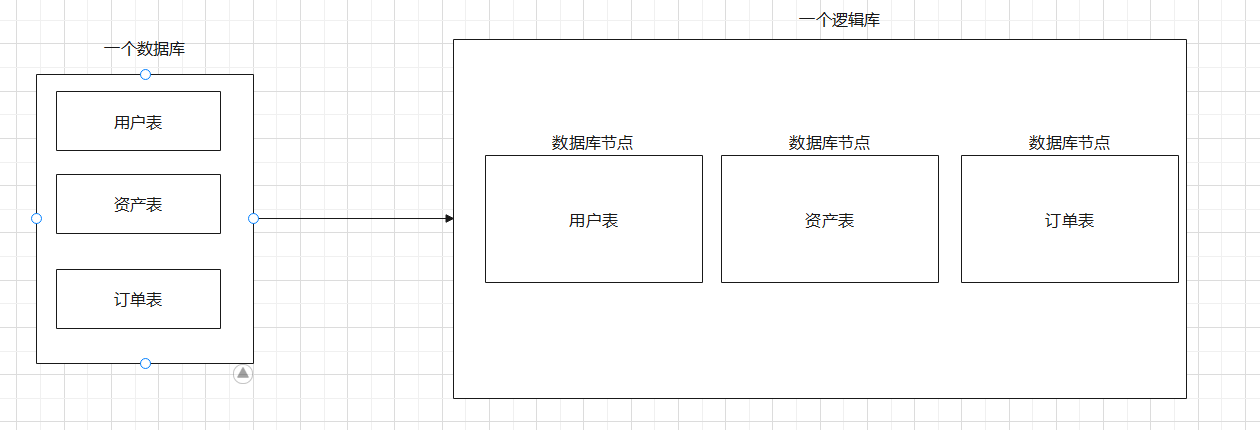 一个数据库
用户表
资产表
订单表
一个逻辑库
数据库节点
用户表
数据库节点
资产表
数据库节点
订单表